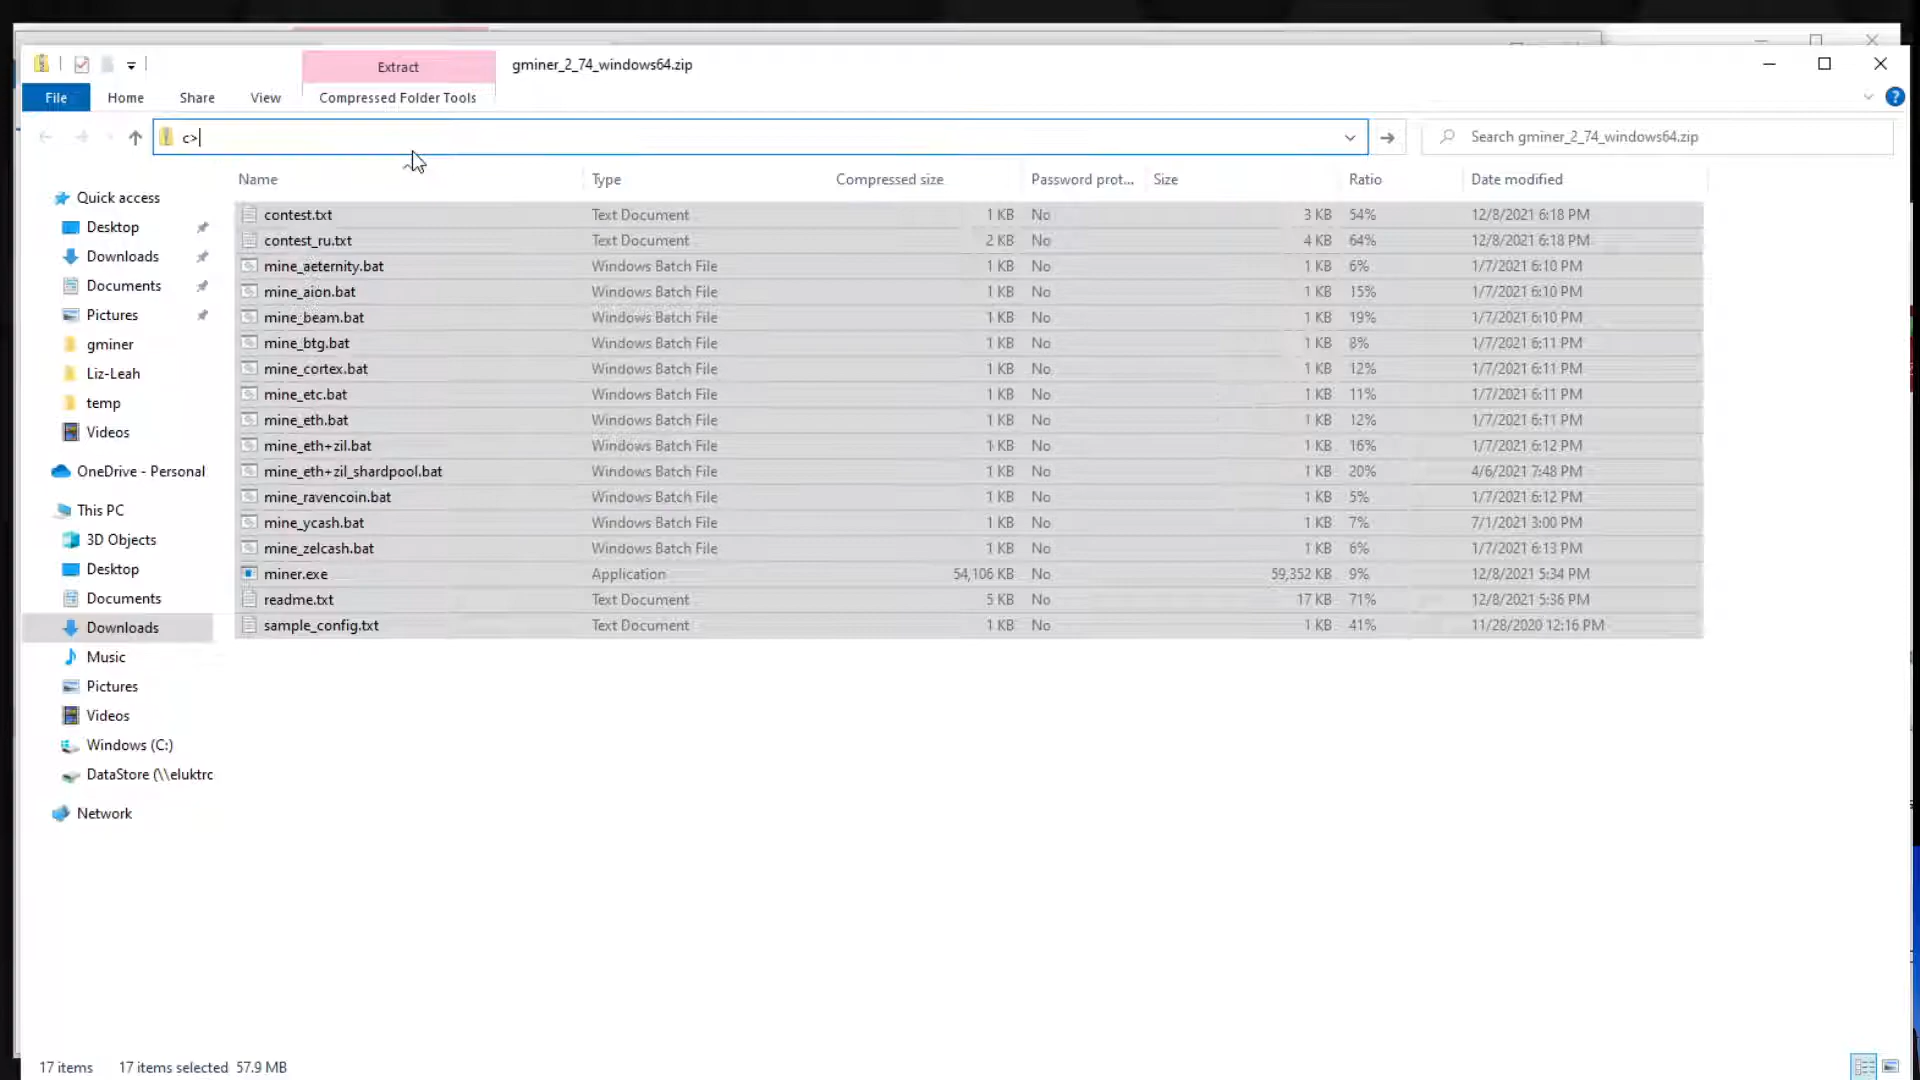 Extract
gminer_2_74_windows64.zip
File
Home
Share
View
Compressed Folder Tools
c>
Search gminer_2_74_windows64.zip
Name Type Compressed size Password prot... Size Ratio Date modified
Quick access
Desktop
Downloads
Documents
Pictures
gminer
Liz-Leah
temp
Videos
OneDrive - Personal
This PC
3D Objects
Desktop
Documents
Downloads
Music
Pictures
Videos
Windows (C:)
DataStore (\\eluktrc
Network
contest.txt Text Document 1 KB No 3 KB 54% 12/8/2021 6:18 PM
contest_ru.txt Text Document 2 KB No 4 KB 64% 12/8/2021 6:18 PM
mine_aeternity.bat Windows Batch File 1 KB No 1 KB 6% 1/7/2021 6:10 PM
mine_aion.bat Windows Batch File 1 KB No 1 KB 15% 1/7/2021 6:10 PM
mine_beam.bat Windows Batch File 1 KB No 1 KB 19% 1/7/2021 6:10 PM
mine_btg.bat Windows Batch File 1 KB No 1 KB 8% 1/7/2021 6:11 PM
mine_cortex.bat Windows Batch File 1 KB No 1 KB 12% 1/7/2021 6:11 PM
mine_etc.bat Windows Batch File 1 KB No 1 KB 11% 1/7/2021 6:11 PM
mine_eth.bat Windows Batch File 1 KB No 1 KB 12% 1/7/2021 6:11 PM
mine_eth+zil.bat Windows Batch File 1 KB No 1 KB 16% 1/7/2021 6:12 PM
mine_eth+zil_shardpool.bat Windows Batch File 1 KB No 1 KB 20% 4/6/2021 7:48 PM
mine_ravencoin.bat Windows Batch File 1 KB No 1 KB 5% 1/7/2021 6:12 PM
mine_ycash.bat Windows Batch File 1 KB No 1 KB 7% 7/1/2021 3:00 PM
mine_zelcash.bat Windows Batch File 1 KB No 1 KB 6% 1/7/2021 6:13 PM
miner.exe Application 54,106 KB No 59,352 KB 9% 12/8/2021 5:34 PM
readme.txt Text Document 5 KB No 17 KB 71% 12/8/2021 5:36 PM
sample_config.txt Text Document 1 KB No 1 KB 41% 11/28/2020 12:16 PM
17 items 17 items selected 57.9 MB